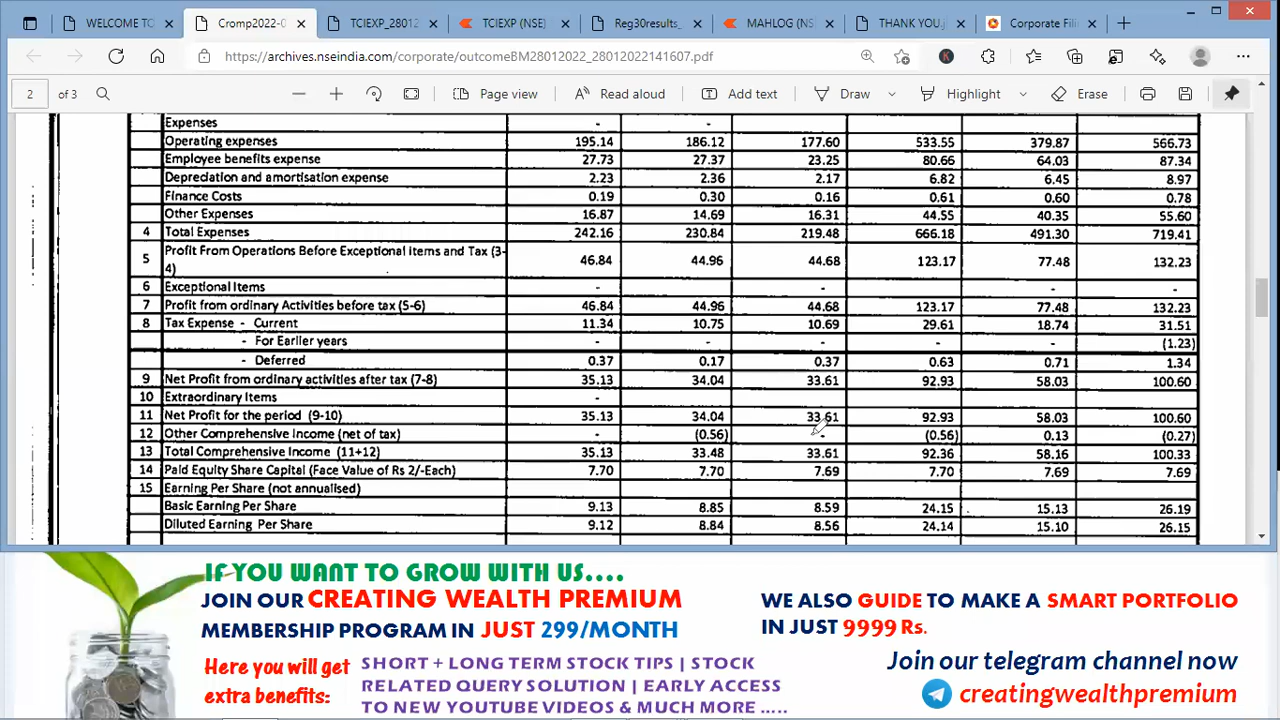 WELCOME TO
Cromp2022-0
TCIEXP_28012
TCIEXP (NSE)
Reg30results_
MAHLOG (NS
THANK YOU.j
Corporate Fili
https://archives.nseindia.com/corporate/outcomeBM28012022_28012022141607.pdf
2 of 3
Page view
Read aloud
Add text
Draw
Highlight
Erase
Expenses - -
Operating expenses 195.14 186.12 177.60 533.55 379.87 566.73
Employee benefits expense 27.73 27.37 23.25 80.66 64.03 87.34
Depreciation and amortisation expense 2.23 2.36 2.17 6.82 6.45 8.97
Finance Costs 0.19 0.30 0.16 0.61 0.60 0.78
Other Expenses 16.87 14.69 16.31 44.55 40.35 55.60
4 Total Expenses 242.16 230.84 219.48 666.18 491.30 719.41
5 Profit From Operations Before Exceptional items and Tax (3-
4) 46.84 44.96 44.68 123.17 77.48 132.23
6 Exceptional Items - - -
7 Profit from ordinary Activities before tax (5-6) 46.84 44.96 44.68 123.17 77.48 132.23
8 Tax Expense - Current 11.34 10.75 10.69 29.61 18.74 31.51
- For Earlier years - - - - - (1.23)
- Deferred 0.37 0.17 0.37 0.63 0.71 1.34
9 Net Profit from ordinary activities after tax (7-8) 35.13 34.04 33.61 92.93 58.03 100.60
10 Extraordinary Items -
11 Net Profit for the period (9-10) 35.13 34.04 33.61 92.93 58.03 100.60
12 Other Comprehensive Income (net of tax) - (0.56) - (0.56) 0.13 (0.27)
13 Total Comprehensive Income (11+12) 35.13 33.48 33.61 92.36 58.16 100.33
14 Paid Equity Share Capital (Face Value of Rs 2/-Each) 7.70 7.70 7.69 7.70 7.69 7.69
15 Earning Per Share (not annualised)
Basic Earning Per Share 9.13 8.85 8.59 24.15 15.13 26.19
Diluted Earning Per Share 9.12 8.84 8.56 24.14 15.10 26.15
IF YOU WANT TO GROW WITH US....
JOIN OUR CREATING WEALTH PREMIUM
MEMBERSHIP PROGRAM IN JUST 299/MONTH
WE ALSO GUIDE TO MAKE A SMART PORTFOLIO
IN JUST 9999 Rs.
Here you will get
extra benefits:
SHORT + LONG TERM STOCK TIPS | STOCK
RELATED QUERY SOLUTION | EARLY ACCESS
TO NEW YOUTUBE VIDEOS & MUCH MORE .....
Join our telegram channel now
creatingwealthpremium